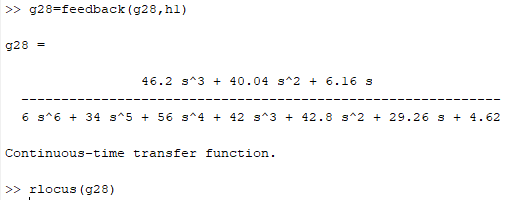 >> g28=feedback(g28,h1)
g28 =
46.2 s^3 + 40.04 s^2 + 6.16 s
------------------------------------------------------------
6 s^6 + 34 s^5 + 56 s^4 + 42 s^3 + 42.8 s^2 + 29.26 s + 4.62
Continuous-time transfer function.
>> rlocus(g28)